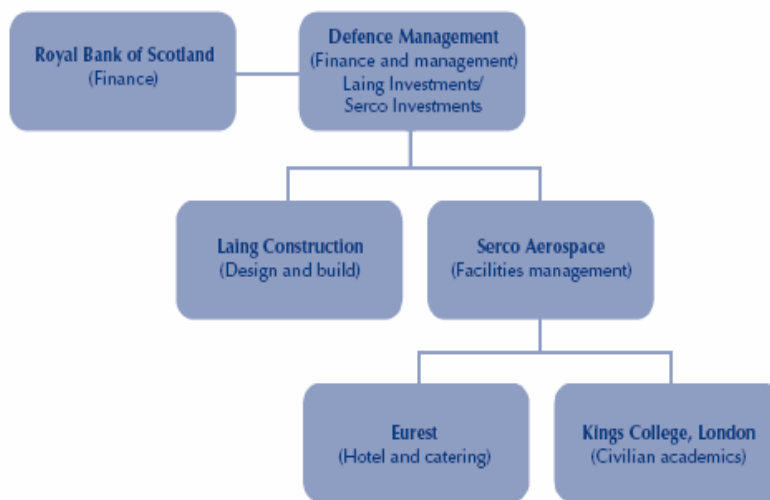 Royal Bank of Scotland
(Finance)
Defence Management
(Finance and management)
Laing Investments/
Serco Investments
Laing Construction
(Design and build)
Serco Aerospace
(Facilities management)
Eurest
(Hotel and catering)
Kings College, London
(Civilian academics)